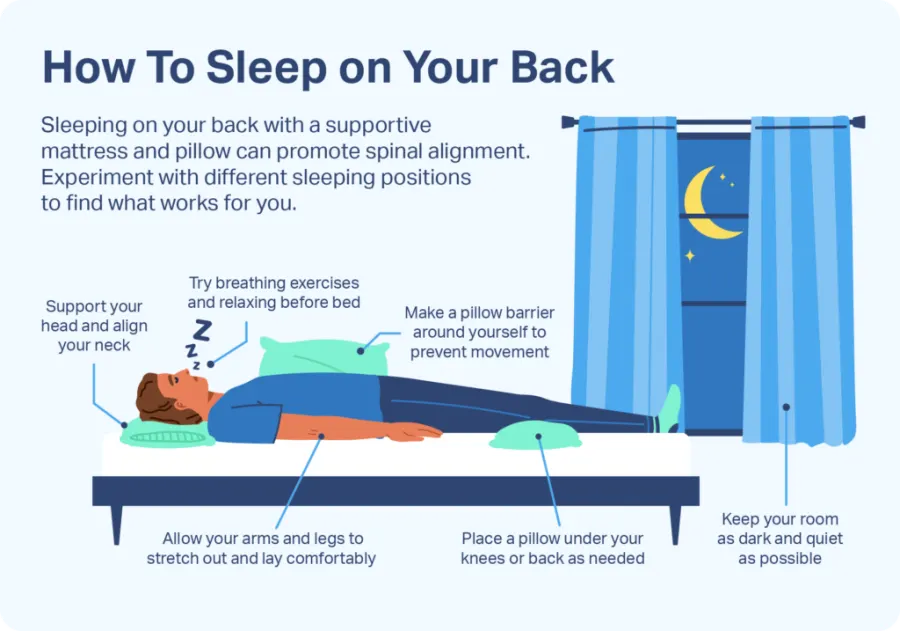 How To Sleep on Your Back
Sleeping on your back with a supportive
mattress and pillow can promote spinal alignment.
Experiment with different sleeping positions
to find what works for you.
Try breathing exercises
and relaxing before bed
Support your
head and align
your neck
Make a pillow barrier
around yourself to
prevent movement
Z
Z
Z
Allow your arms and legs to
stretch out and lay comfortably
Place a pillow under your
knees or back as needed
Keep your room
as dark and quiet
as possible